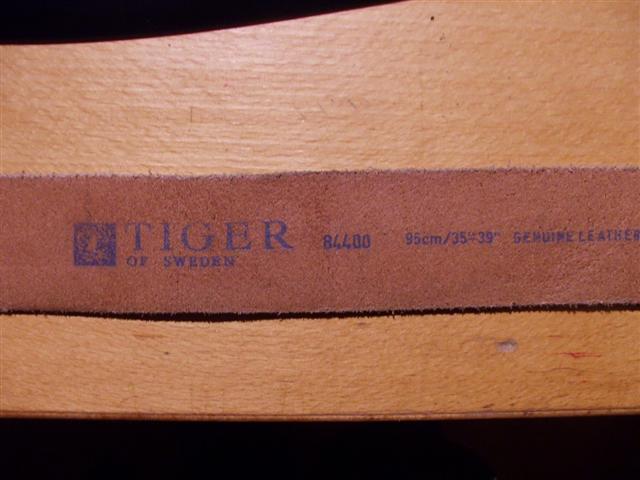 TIGER
OF SWEDEN
84400 95cm/35"-39" GENUINE LEATHER